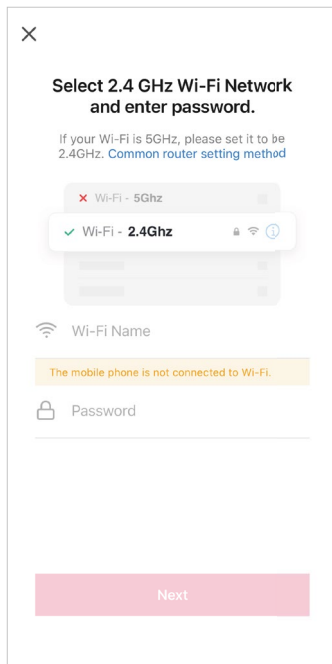 Select 2.4 GHz Wi-Fi Network
and enter password.
If your Wi-Fi is 5GHz, please set it to be
2.4GHz. Common router setting method
Wi-Fi - 5Ghz
Wi-Fi - 2.4Ghz
Wi-Fi Name
The mobile phone is not connected to Wi-Fi.
Password
Next